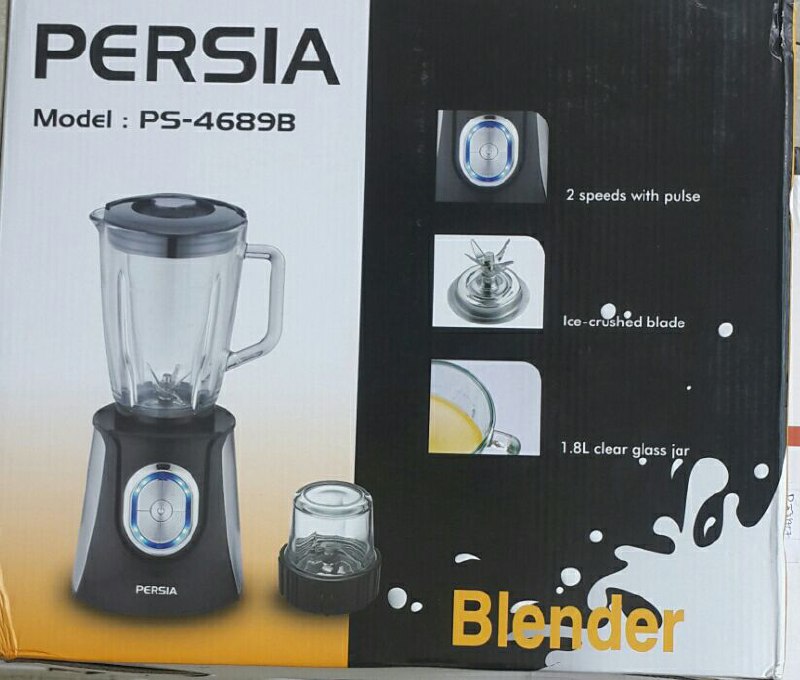 PERSIA
Model : PS-4689B
2 speeds with pulse
Ice-crushed blade
1.8L clear glass jar
PERSIA
Blender